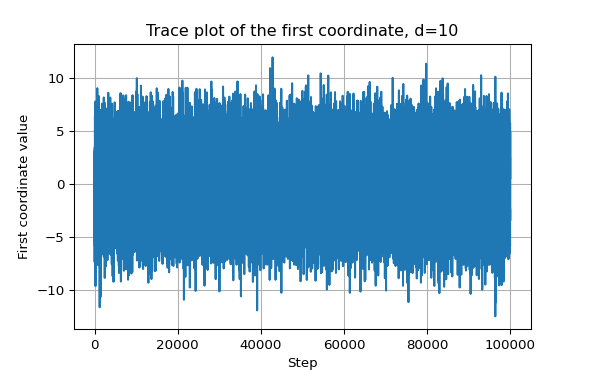 Trace plot of the first coordinate, d=10
First coordinate value
10
5
0
−5
−10
0 20000 40000 60000 80000 100000
Step